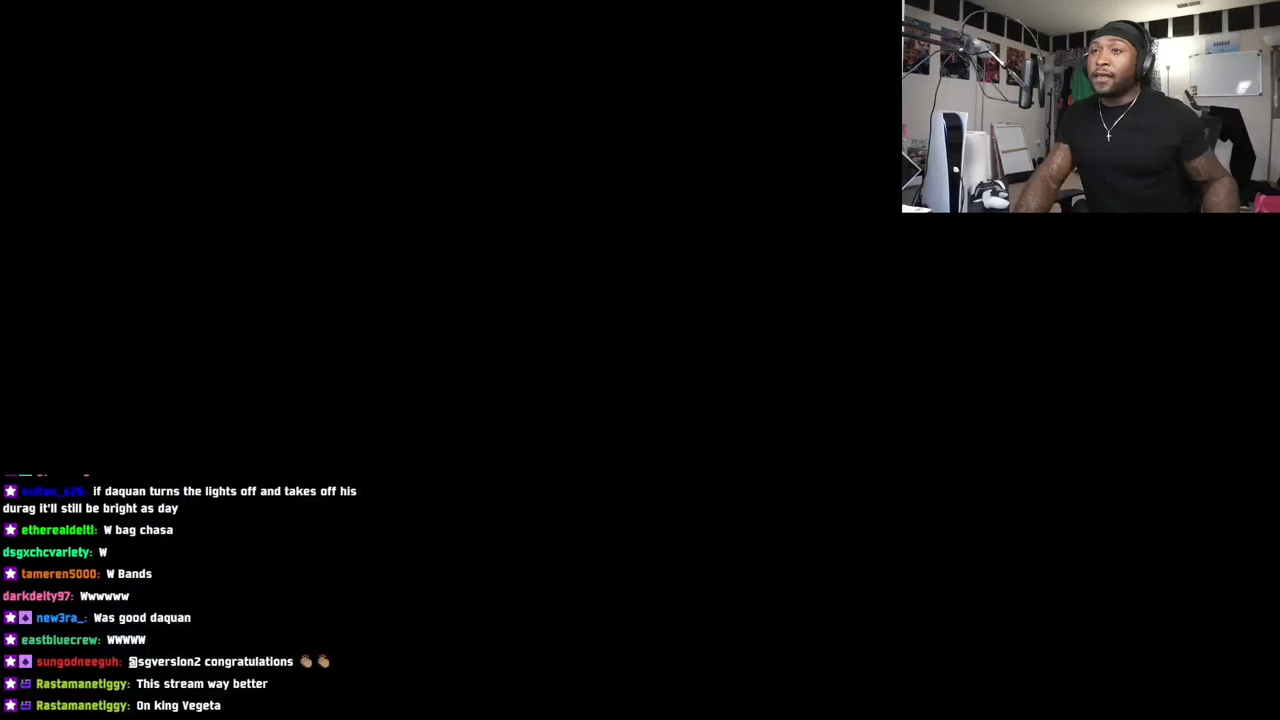 sultan_s26: if daquan turns the lights off and takes off his
durag it'll still be bright as day
etherealdeltl: W bag chasa
dsgxchcvariety: W
tameren5000: W Bands
darkdeity97: Wwwwww
new3ra_: Was good daquan
eastbluecrew: WWWWW
sungodneeguh: @sgversion2 congratulations 👏🏽 👏🏽
Rastamanetiggy: This stream way better
Rastamanetiggy: On king Vegeta